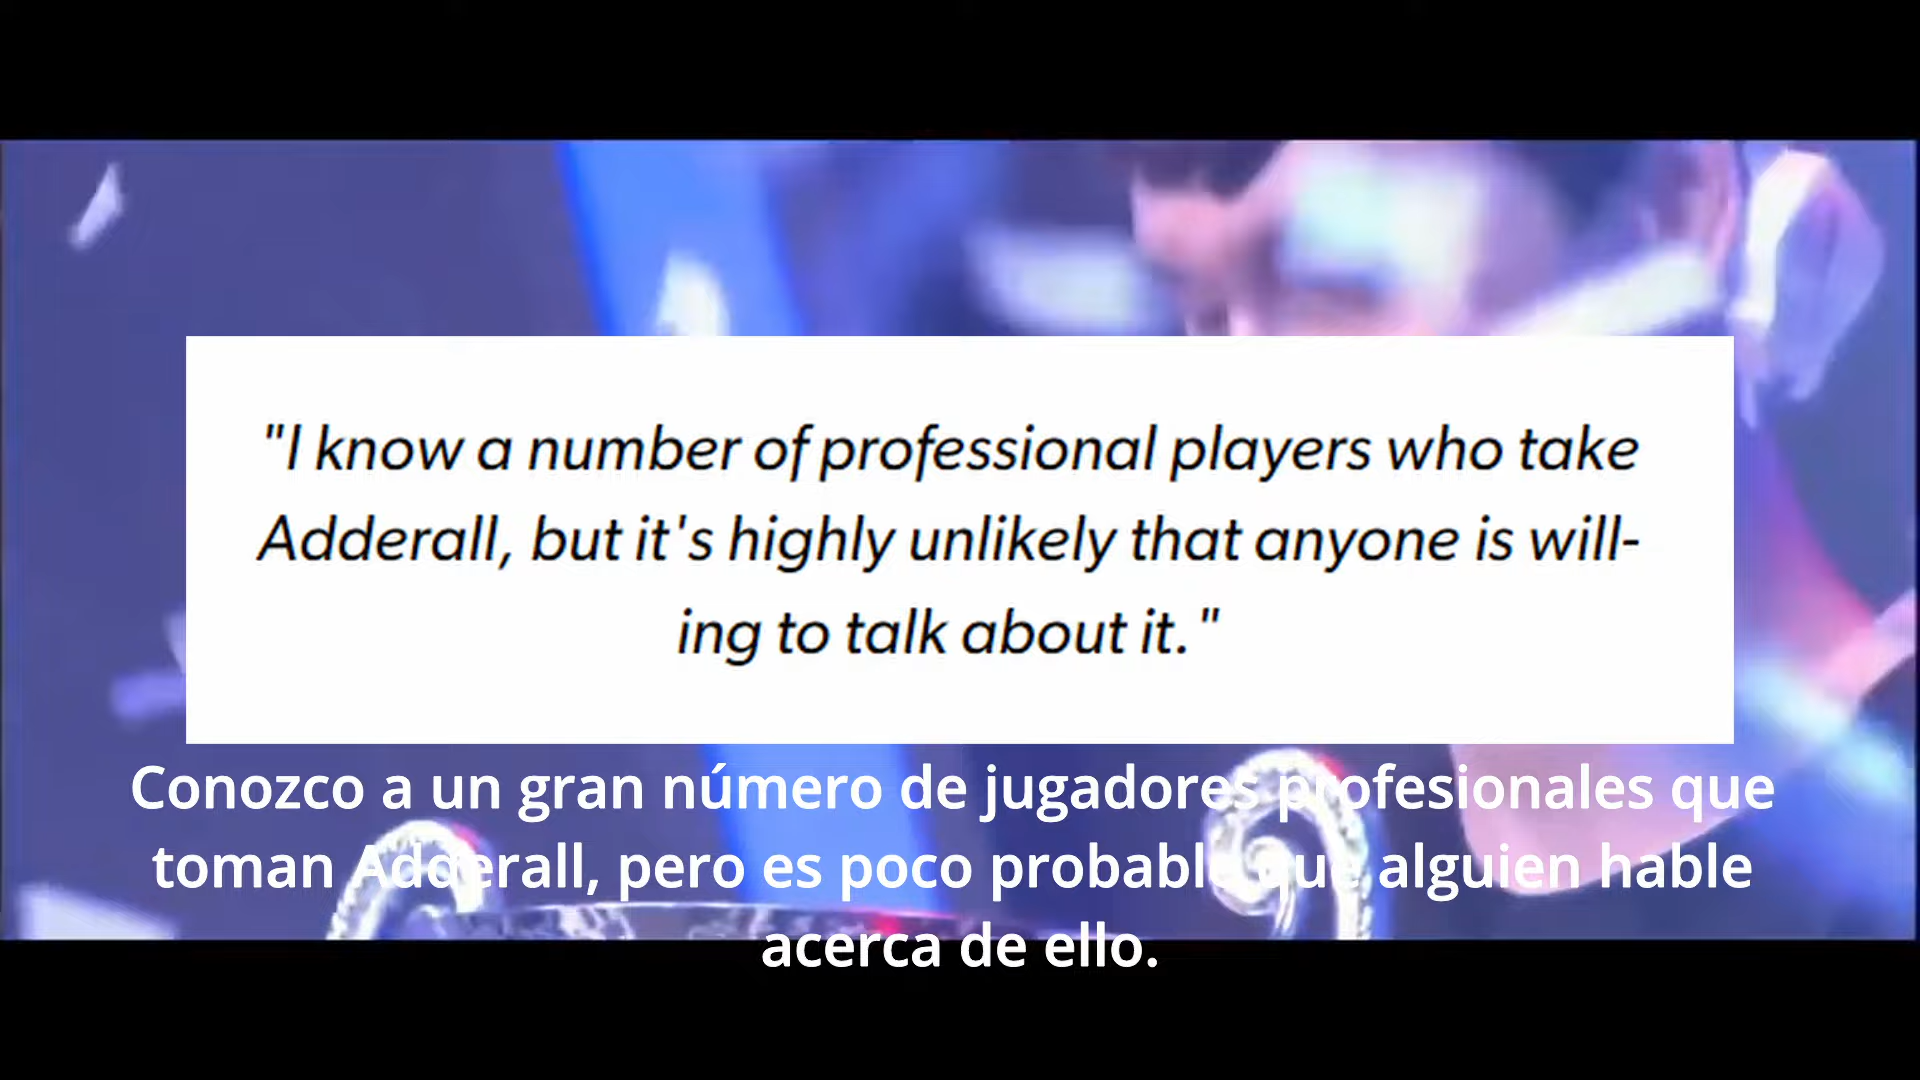 "I know a number of professional players who take
Adderall, but it's highly unlikely that anyone is will-
ing to talk about it."
Conozco a un gran número de jugadores profesionales que
toman Adderall, pero es poco probable que alguien hable
acerca de ello.